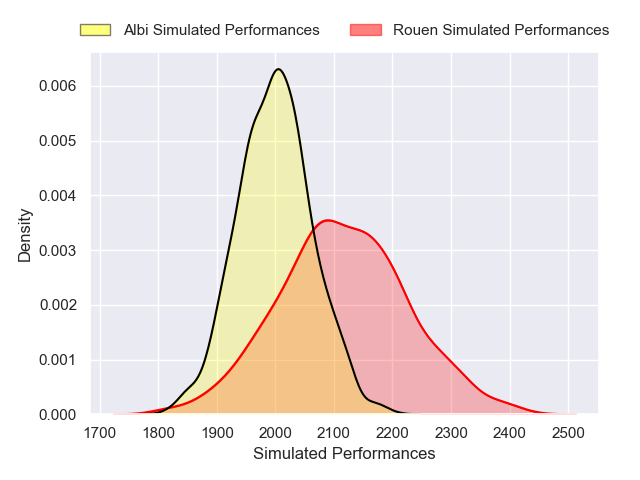 Albi Simulated Performances
Rouen Simulated Performances
0.006
0.005
0.004
0.003
0.002
0.001
0.000
Density
1700 1800 1900 2000 2100 2200 2300 2400 2500
Simulated Performances